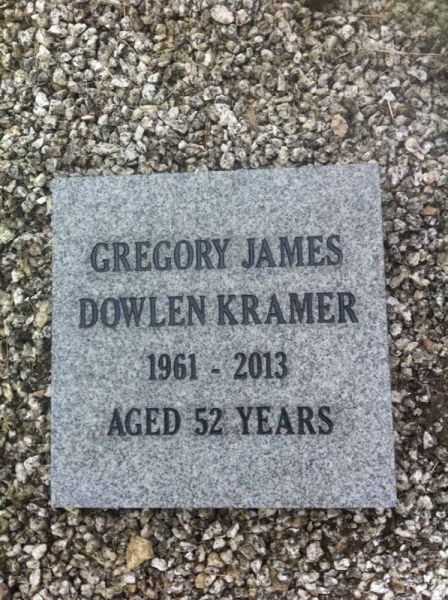 GREGORY JAMES
DOWLEN KRAMER
1961 - 2013
AGED 52 YEARS